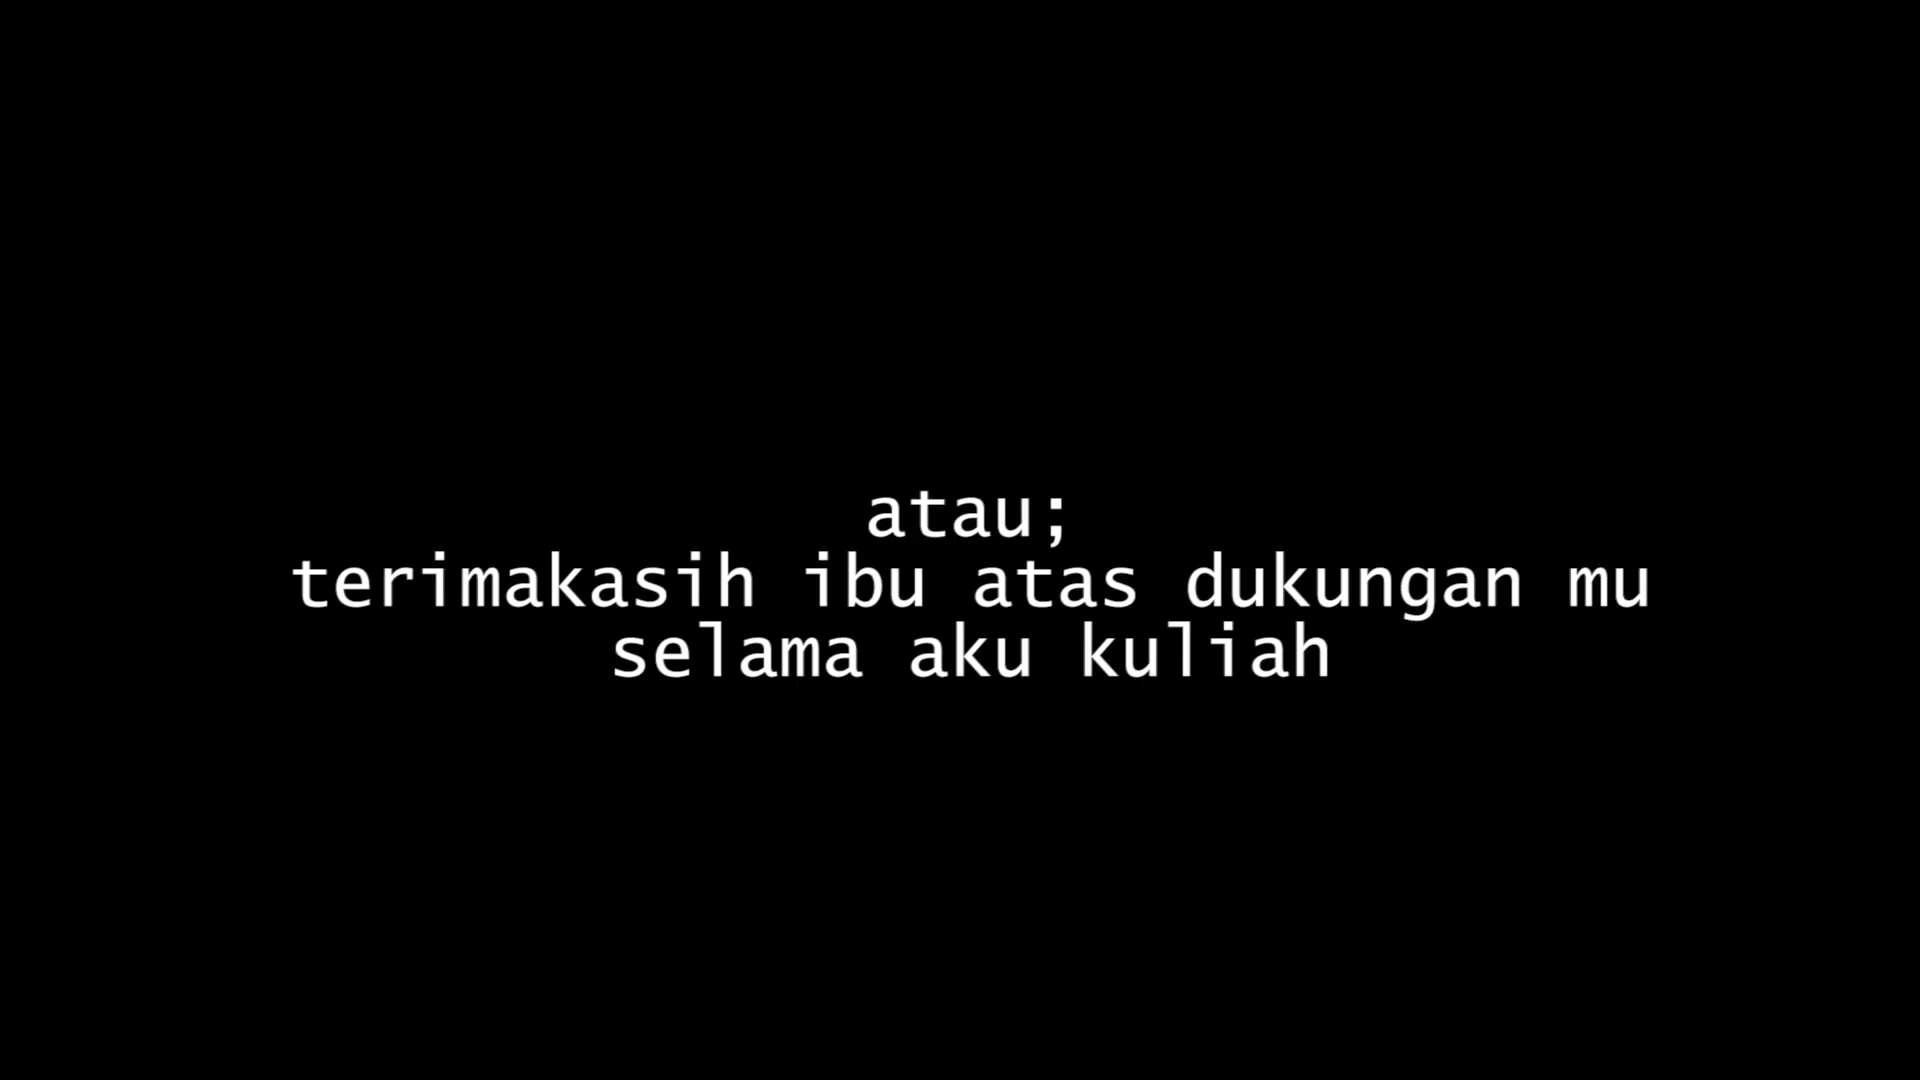 atau;
terimakasih ibu atas dukungan mu
selama aku kuliah